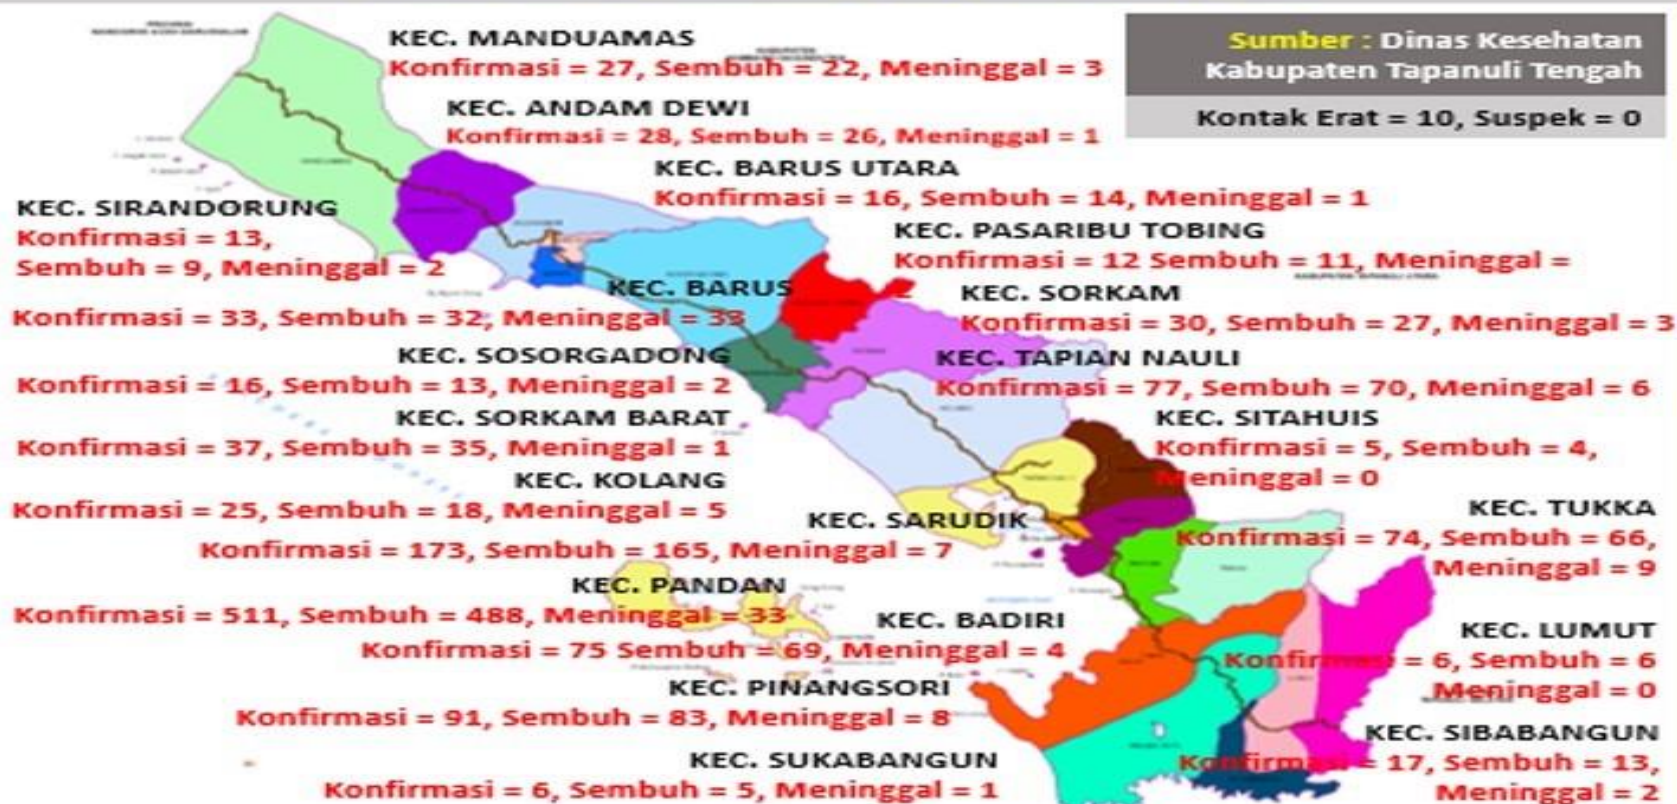 KEC. MANDUAMAS
Konfirmasi = 27, Sembuh = 22, Meninggal = 3
Sumber : Dinas Kesehatan
Kabupaten Tapanuli Tengah
Kontak Erat = 10, Suspek = 0
KEC. ANDAM DEWI
Konfirmasi = 28, Sembuh = 26, Meninggal = 1
KEC. BARUS UTARA
Konfirmasi = 16, Sembuh = 14, Meninggal = 1
KEC. SIRANDORUNG
Konfirmasi = 13,
Sembuh = 9, Meninggal = 2
KEC. PASARIBU TOBING
Konfirmasi = 12 Sembuh = 11, Meninggal =
KEC. BARUS
Konfirmasi = 33, Sembuh = 32, Meninggal = 33
KEC. SORKAM
Konfirmasi = 30, Sembuh = 27, Meninggal = 3
KEC. SOSORGADONG
Konfirmasi = 16, Sembuh = 13, Meninggal = 2
KEC. TAPIAN NAULI
Konfirmasi = 77, Sembuh = 70, Meninggal = 6
KEC. SORKAM BARAT
Konfirmasi = 37, Sembuh = 35, Meninggal = 1
KEC. SITAHUIS
Konfirmasi = 5, Sembuh = 4,
Meninggal = 0
KEC. KOLANG
Konfirmasi = 25, Sembuh = 18, Meninggal = 5
KEC. SARUDIK
Konfirmasi = 173, Sembuh = 165, Meninggal = 7
KEC. TUKKA
Konfirmasi = 74, Sembuh = 66,
Meninggal = 9
KEC. PANDAN
Konfirmasi = 511, Sembuh = 488, Meninggal = 33
KEC. BADIRI
Konfirmasi = 75 Sembuh = 69, Meninggal = 4
KEC. LUMUT
Konfirmasi = 6, Sembuh = 6
Meninggal = 0
KEC. PINANGSORI
Konfirmasi = 91, Sembuh = 83, Meninggal = 8
KEC. SIBABANGUN
Konfirmasi = 17, Sembuh = 13,
Meninggal = 2
KEC. SUKABANGUN
Konfirmasi = 6, Sembuh = 5, Meninggal = 1